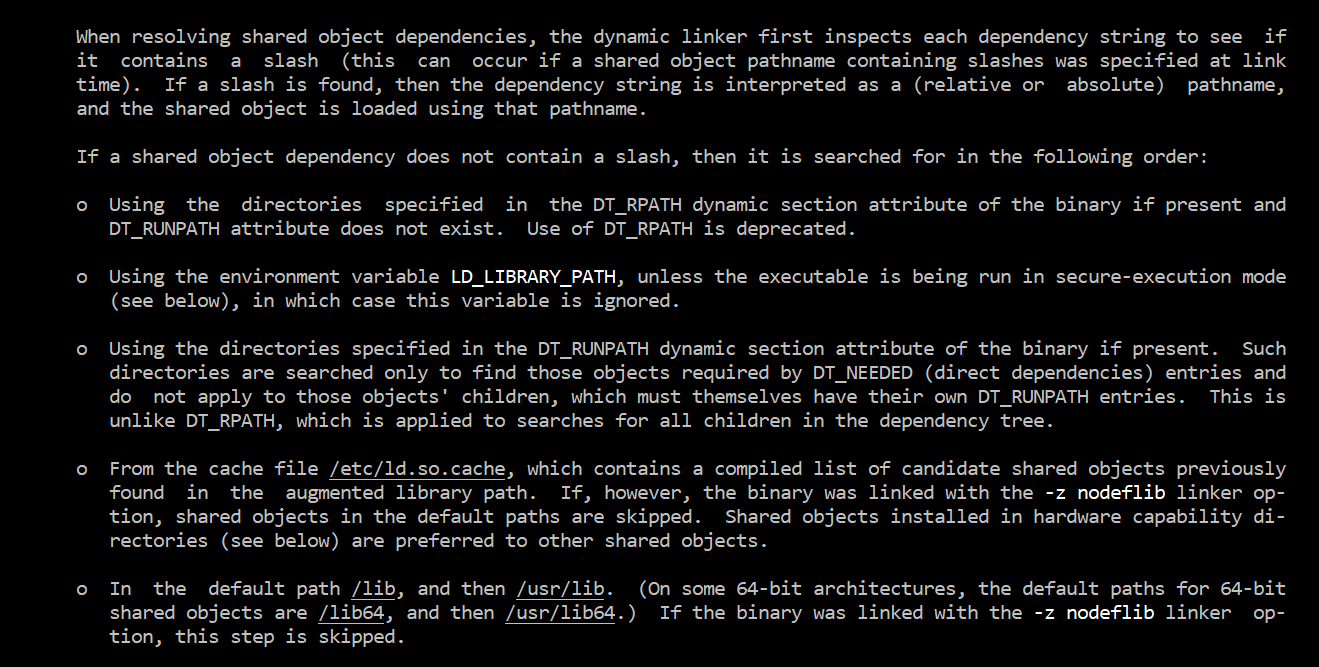 When resolving shared object dependencies, the dynamic linker first inspects each dependency string to see  if
it  contains  a  slash  (this  can  occur if a shared object pathname containing slashes was specified at link
time).  If a slash is found, then the dependency string is interpreted as a (relative or  absolute)  pathname,
and the shared object is loaded using that pathname.
If a shared object dependency does not contain a slash, then it is searched for in the following order:
o  Using  the  directories  specified  in  the DT_RPATH dynamic section attribute of the binary if present and
DT_RUNPATH attribute does not exist.  Use of DT_RPATH is deprecated.
o  Using the environment variable LD_LIBRARY_PATH, unless the executable is being run in secure-execution mode
(see below), in which case this variable is ignored.
o  Using the directories specified in the DT_RUNPATH dynamic section attribute of the binary if present.  Such
directories are searched only to find those objects required by DT_NEEDED (direct dependencies) entries and
do  not apply to those objects' children, which must themselves have their own DT_RUNPATH entries.  This is
unlike DT_RPATH, which is applied to searches for all children in the dependency tree.
o  From the cache file /etc/ld.so.cache, which contains a compiled list of candidate shared objects previously
found  in  the  augmented library path.  If, however, the binary was linked with the -z nodeflib linker op-
tion, shared objects in the default paths are skipped.  Shared objects installed in hardware capability di-
rectories (see below) are preferred to other shared objects.
o  In  the  default path /lib, and then /usr/lib.  (On some 64-bit architectures, the default paths for 64-bit
shared objects are /lib64, and then /usr/lib64.)  If the binary was linked with the -z nodeflib linker  op-
tion, this step is skipped.